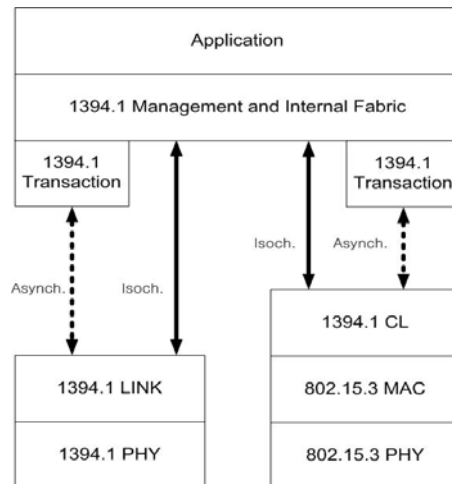 Application
1394.1 Management and Internal Fabric
1394.1
Transaction
1394.1
Transaction
Isoch.
Asynch.
Asynch.
Isoch.
1394.1 CL
1394.1 LINK
802.15.3 MAC
1394.1 PHY
802.15.3 PHY